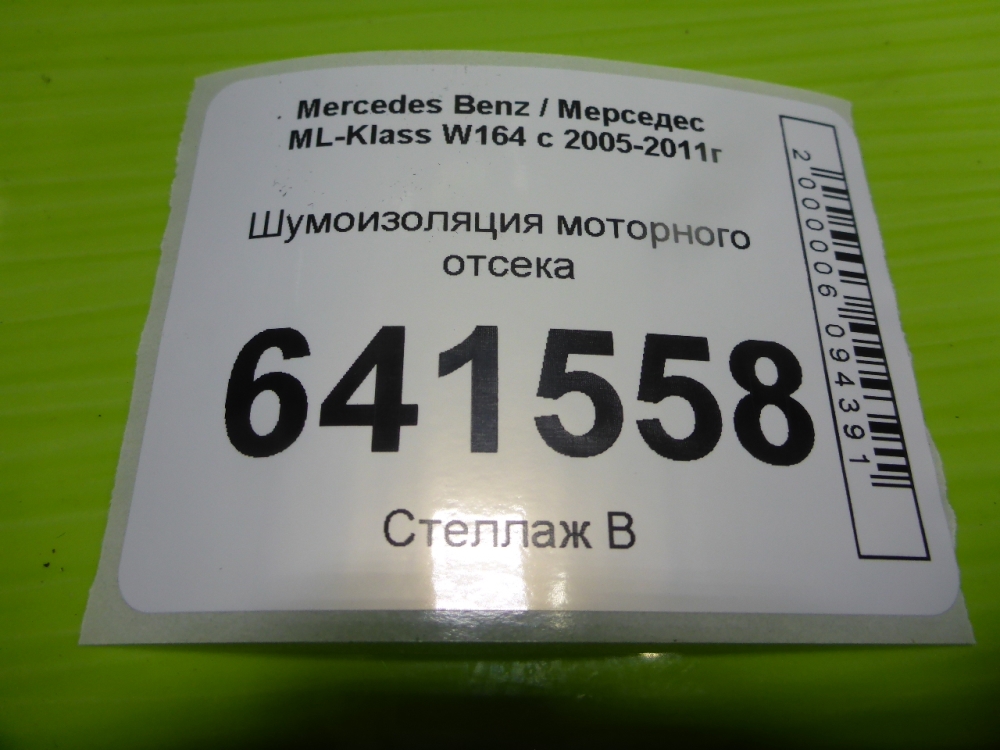 Mercedes Benz / Мерседес
ML-Klass W164 с 2005-2011г
Шумоизоляция моторного
отсека
641558
Стеллаж В
2000006094391